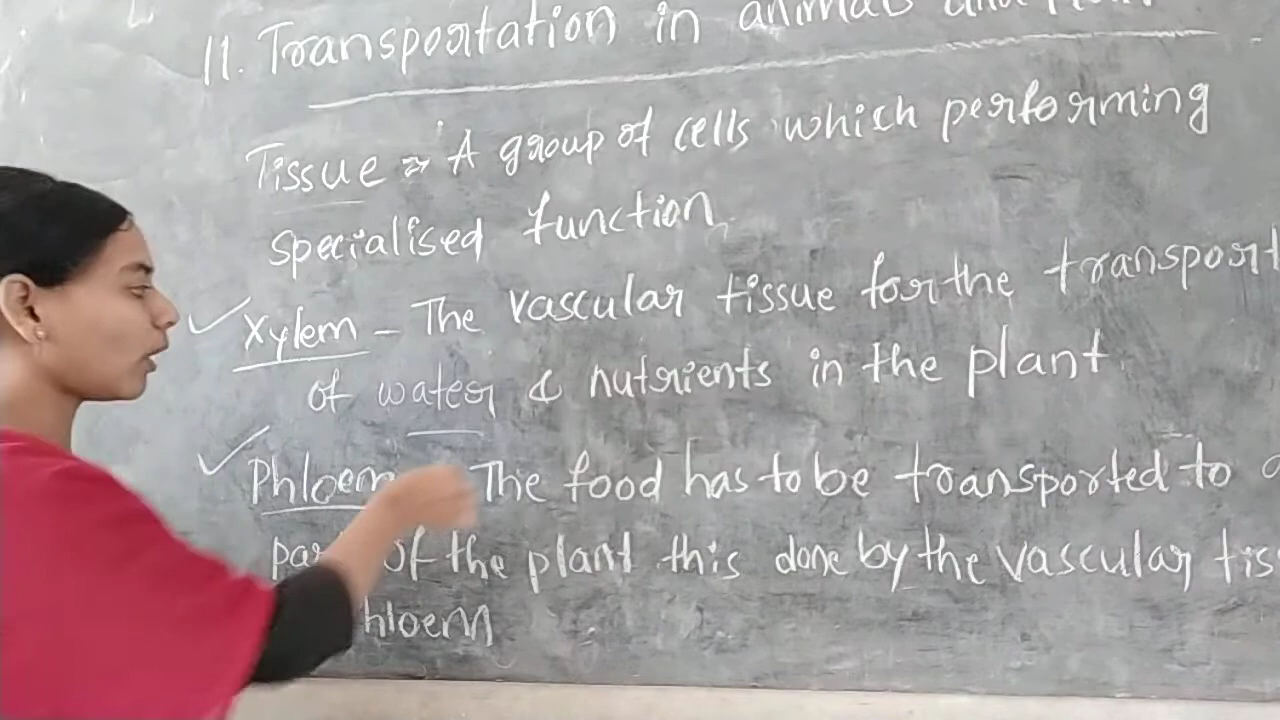 11. Transportation in animals and
Tissue ⇒ A group of cells which performing
specialised function
Xylem - The vascular tissue for the transport
of water & nutrients in the plant
Phloem The food has to be transported to
of the plant this done by the vascular